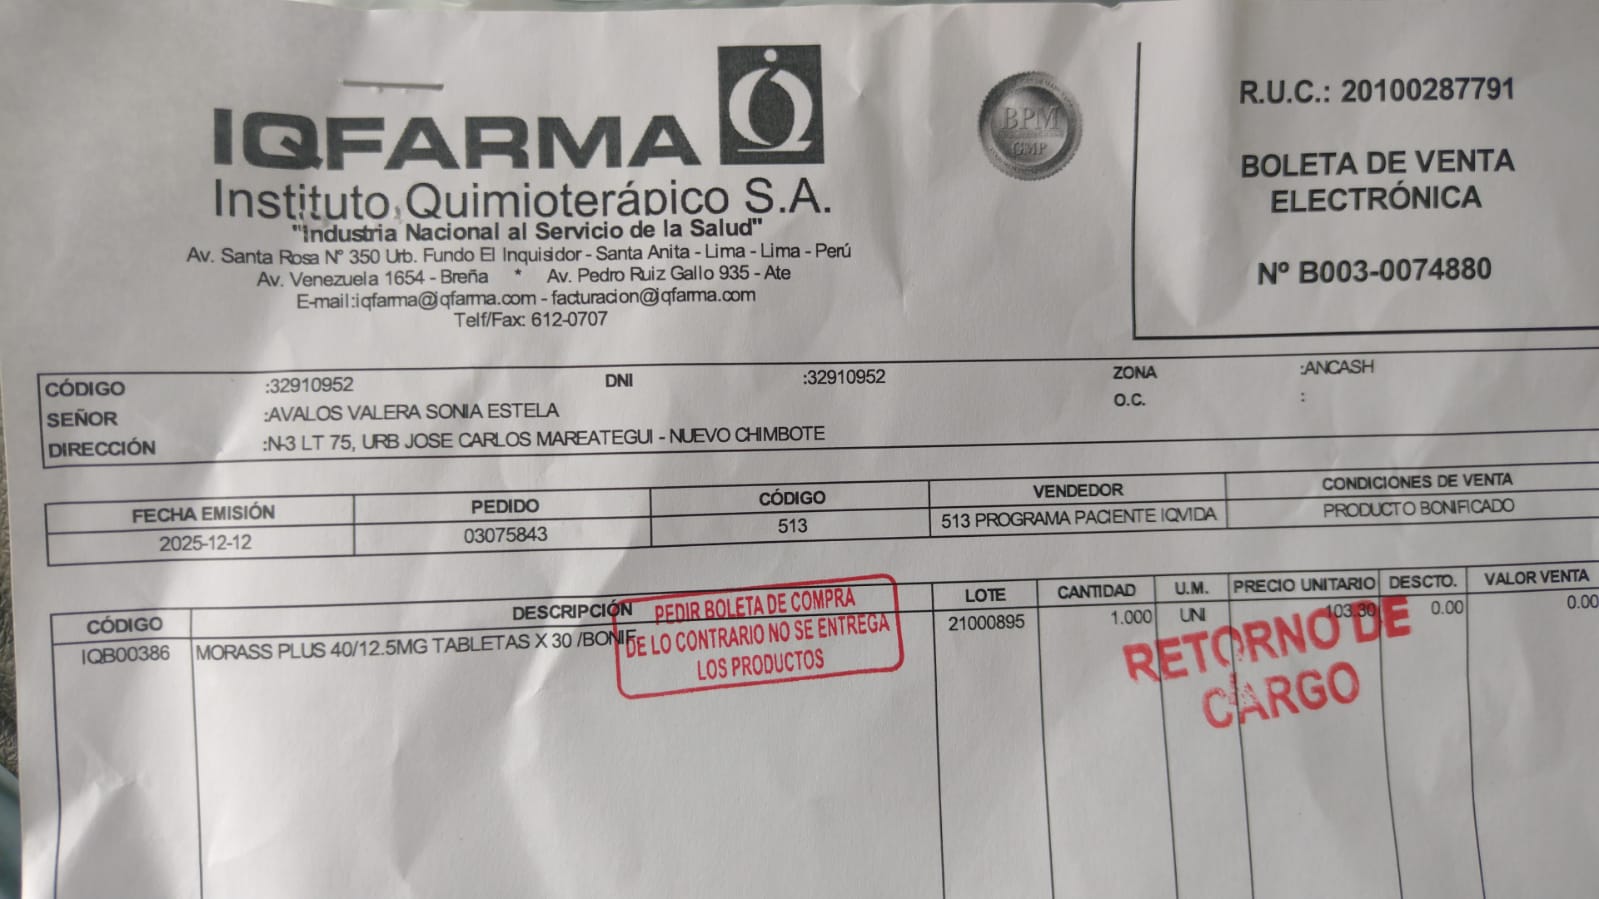 IQFARMA
Instituto Quimioterápico S.A.
"Industria Nacional al Servicio de la Salud"
Av. Santa Rosa Nº 350 Urb. Fundo El Inquisidor - Santa Anita - Lima - Lima - Perú
Av. Venezuela 1654 - Breña * Av. Pedro Ruiz Gallo 935 - Ate
E-mail:iqfarma@iqfarma.com - facturacion@iqfarma.com
Telf/Fax: 612-0707
BPM
GMP
R.U.C.: 20100287791
BOLETA DE VENTA
ELECTRÓNICA
Nº B003-0074880
CÓDIGO :32910952 DNI :32910952 ZONA :ANCASH
SEÑOR :AVALOS VALERA SONIA ESTELA O.C. :
DIRECCIÓN :N-3 LT 75, URB JOSE CARLOS MAREATEGUI - NUEVO CHIMBOTE
FECHA EMISIÓN PEDIDO CÓDIGO VENDEDOR CONDICIONES DE VENTA
2025-12-12 03075843 513 513 PROGRAMA PACIENTE IQVIDA PRODUCTO BONIFICADO
CÓDIGO DESCRIPCIÓN LOTE CANTIDAD U.M. PRECIO UNITARIO DESCTO. VALOR VENTA
IQB00386 MORASS PLUS 40/12.5MG TABLETAS X 30 /BONIF 21000895 1.000 UNI 103.30 0.00 0.00
PEDIR BOLETA DE COMPRA
DE LO CONTRARIO NO SE ENTREGA
LOS PRODUCTOS
RETORNO DE
CARGO